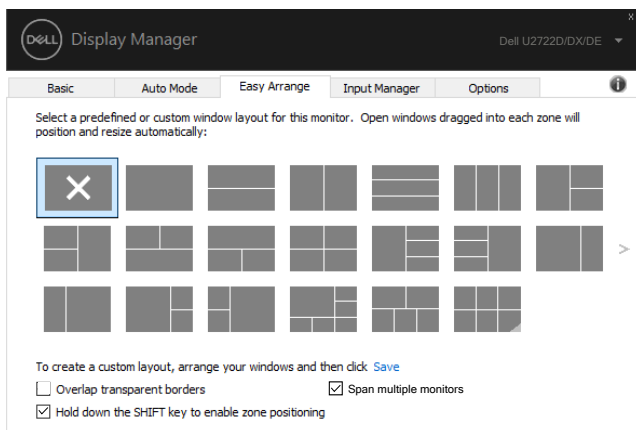 x
DELL Display Manager
Dell U2722D/DX/DE
Basic Auto Mode Easy Arrange Input Manager Options
Select a predefined or custom window layout for this monitor. Open windows dragged into each zone will
position and resize automatically:
To create a custom layout, arrange your windows and then click Save
Overlap transparent borders
Span multiple monitors
Hold down the SHIFT key to enable zone positioning